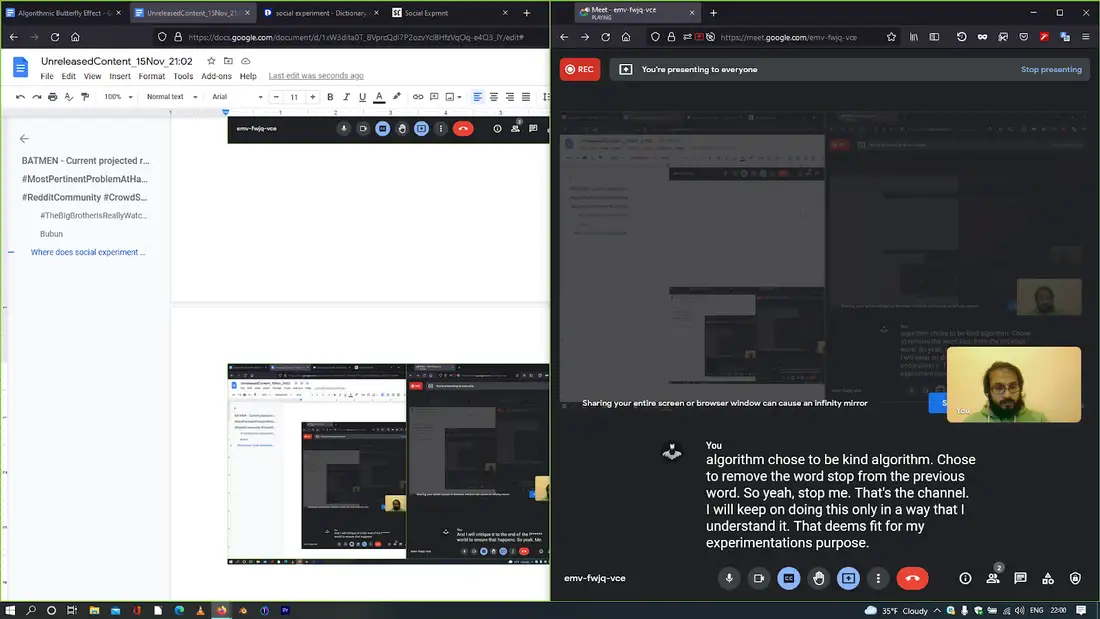 Algorithmic Butterfly Effect - G
UnreleasedContent_15Nov_21:0
social experiment - Dictionary
Social Exprmnt
https://docs.google.com/document/d/
UnreleasedContent_15Nov_21:02
File Edit View Insert Format Tools Add-ons Help Last edit was seconds ago
100% Normal text Arial 11 B I U A
emv-fwjq-vce
BATMEN - Current projected r...
#MostPertinentProblemAtHa...
#RedditCommunity #CrowdS...
#TheBigBrotherIsReallyWatc...
Bubun
Where does social experiment ...
Meet - emv-fwjq-vce
PLAYING
https://meet.google.com/emv-fwjq-vce
REC
You're presenting to everyone
Stop presenting
Sharing your entire screen or browser window can cause an infinity mirror
You
You
algorithm chose to be kind algorithm. Chose
to remove the word stop from the previous
word. So yeah, stop me. That's the channel.
I will keep on doing this only in a way that I
understand it. That deems fit for my
experimentations purpose.
emv-fwjq-vce
2
35°F Cloudy ENG 22:00